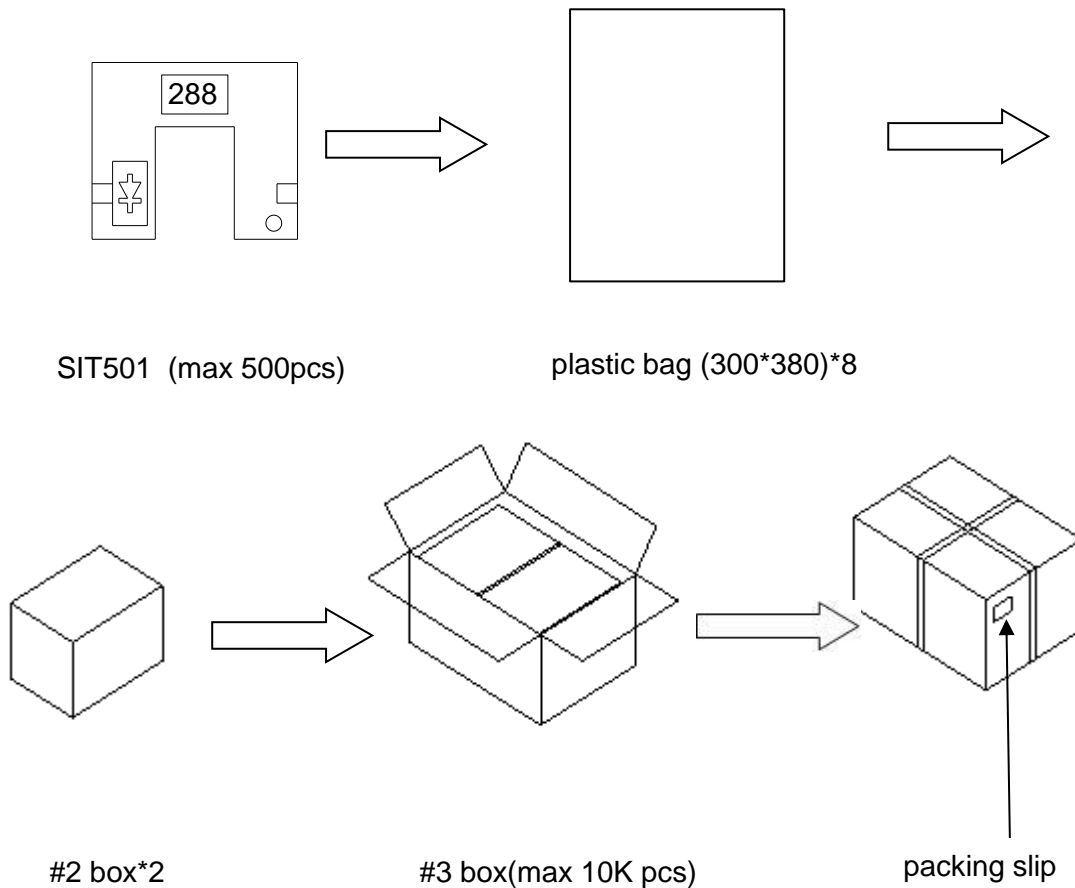 288
SIT501 (max 500pcs)
plastic bag (300*380)*8
#2 box*2
#3 box(max 10K pcs)
packing slip